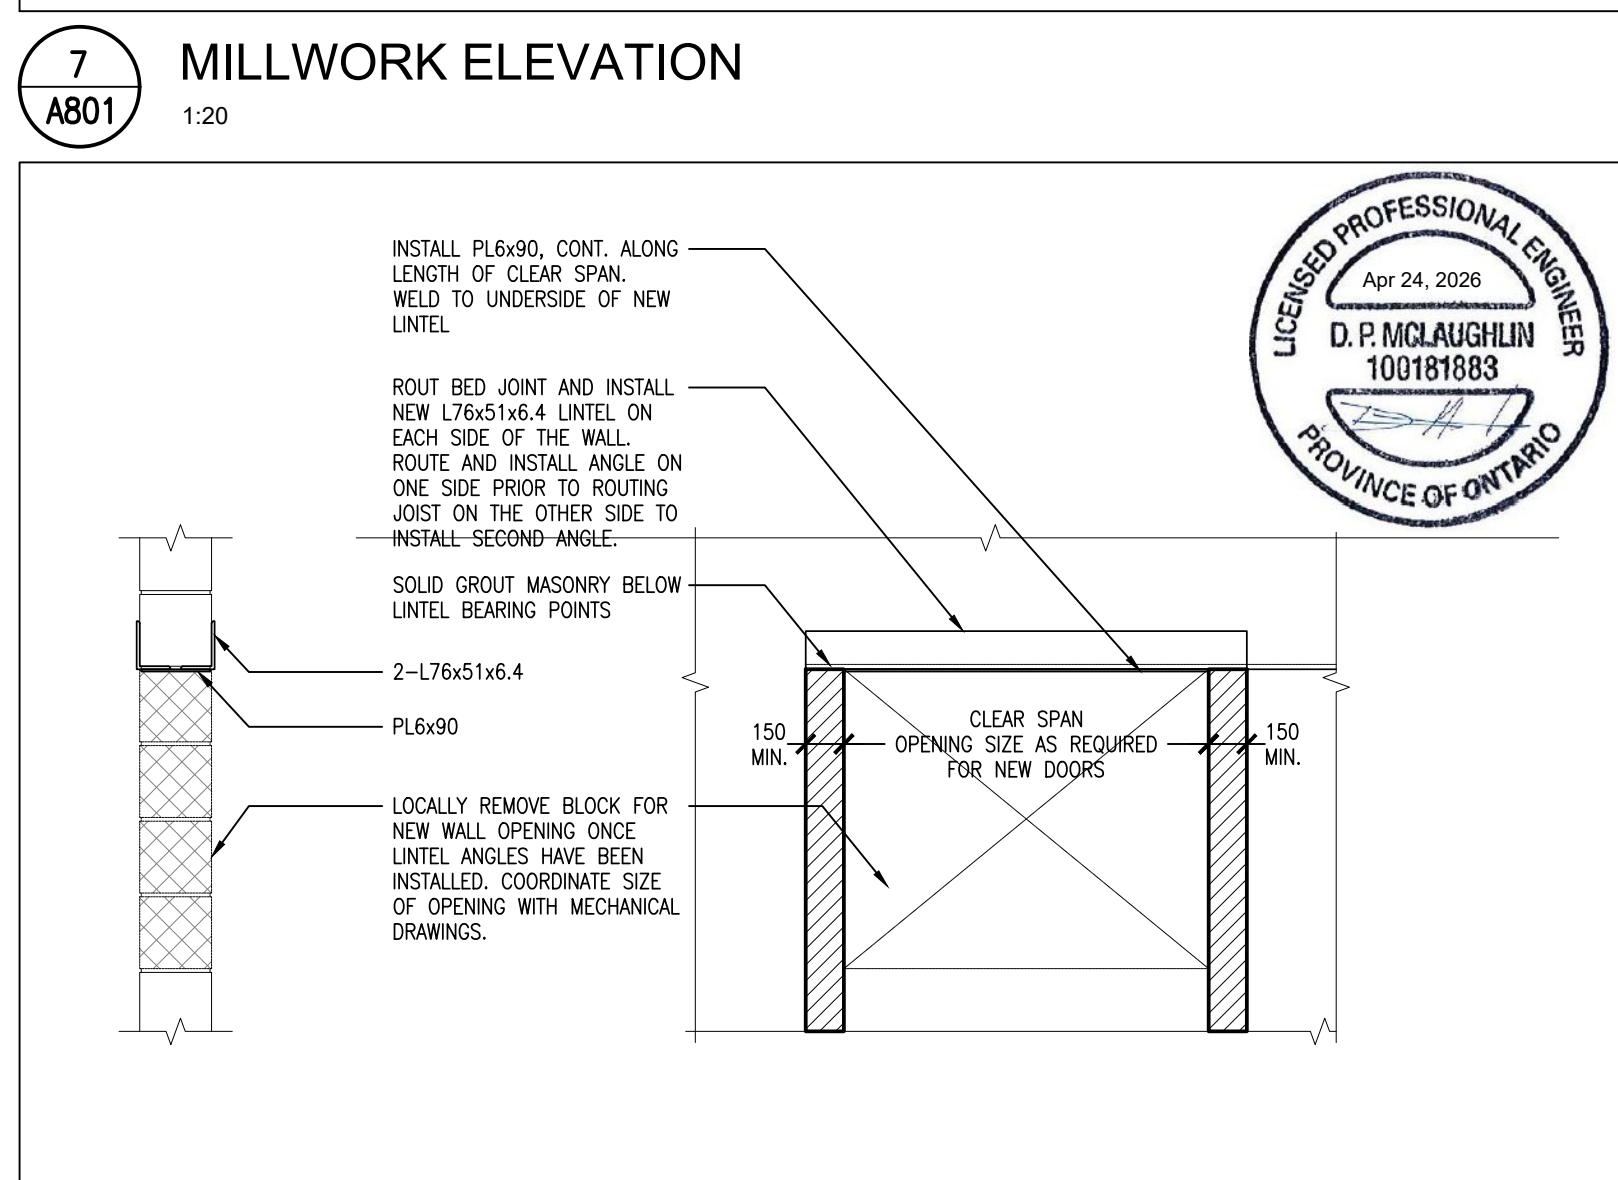 7
A801
MILLWORK ELEVATION
1:20
INSTALL PL6x90, CONT. ALONG
LENGTH OF CLEAR SPAN.
WELD TO UNDERSIDE OF NEW
LINTEL
ROUT BED JOINT AND INSTALL
NEW L76x51x6.4 LINTEL ON
EACH SIDE OF THE WALL.
ROUTE AND INSTALL ANGLE ON
ONE SIDE PRIOR TO ROUTING
JOIST ON THE OTHER SIDE TO
INSTALL SECOND ANGLE.
SOLID GROUT MASONRY BELOW
LINTEL BEARING POINTS
2-L76x51x6.4
PL6x90
LOCALLY REMOVE BLOCK FOR
NEW WALL OPENING ONCE
LINTEL ANGLES HAVE BEEN
INSTALLED. COORDINATE SIZE
OF OPENING WITH MECHANICAL
DRAWINGS.
150
MIN.
CLEAR SPAN
OPENING SIZE AS REQUIRED
FOR NEW DOORS
150
MIN.
LICENSED PROFESSIONAL ENGINEER
Apr 24, 2026
D. P. MCLAUGHLIN
100181883
PROVINCE OF ONTARIO